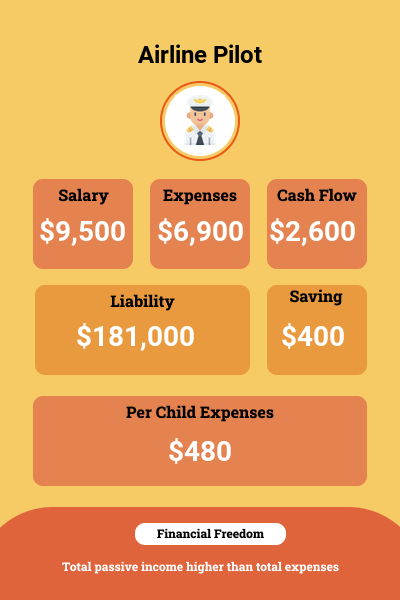 Airline Pilot
Salary
$9,500
Expenses
$6,900
Cash Flow
$2,600
Liability
$181,000
Saving
$400
Per Child Expenses
$480
Financial Freedom
Total passive income higher than total expenses